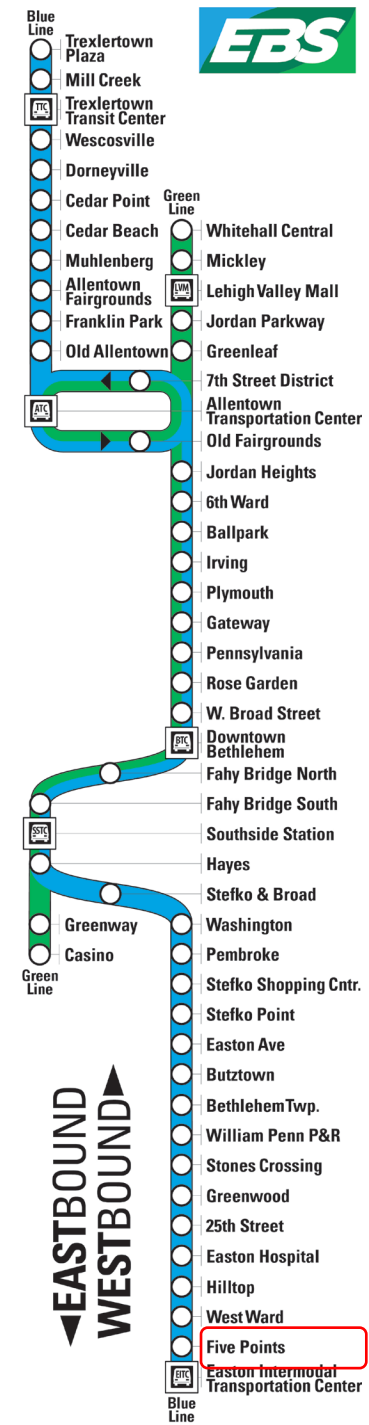 Blue
Line
EBS
Trexlertown
Plaza
Mill Creek
TTC
Trexlertown
Transit Center
Wescosville
Dorneyville
Cedar Point
Green
Line
Cedar Beach
Whitehall Central
Muhlenberg
Mickley
Allentown
Fairgrounds
LVM
Lehigh Valley Mall
Franklin Park
Jordan Parkway
Old Allentown
Greenleaf
7th Street District
ATC
Allentown
Transportation Center
Old Fairgrounds
Jordan Heights
6th Ward
Ballpark
Irving
Plymouth
Gateway
Pennsylvania
Rose Garden
W. Broad Street
BTC
Downtown
Bethlehem
Fahy Bridge North
Fahy Bridge South
SSTC
Southside Station
Hayes
Stefko & Broad
Greenway
Washington
Casino
Pembroke
Green
Line
Stefko Shopping Cntr.
Stefko Point
Easton Ave
Butztown
Bethlehem Twp.
William Penn P&R
Stones Crossing
Greenwood
25th Street
Easton Hospital
Hilltop
West Ward
Five Points
EITC
Easton Intermodal
Transportation Center
Blue
Line
EASTBOUND
WESTBOUND